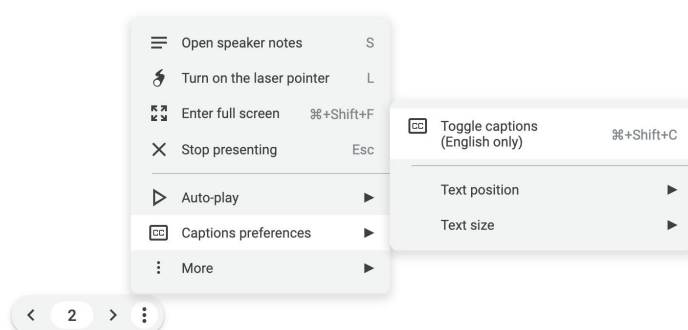 Open speaker notes S
Turn on the laser pointer L
Enter full screen ⌘+Shift+F
Stop presenting Esc
Auto-play
CC Captions preferences
More
CC Toggle captions
(English only) ⌘+Shift+C
Text position
Text size
2